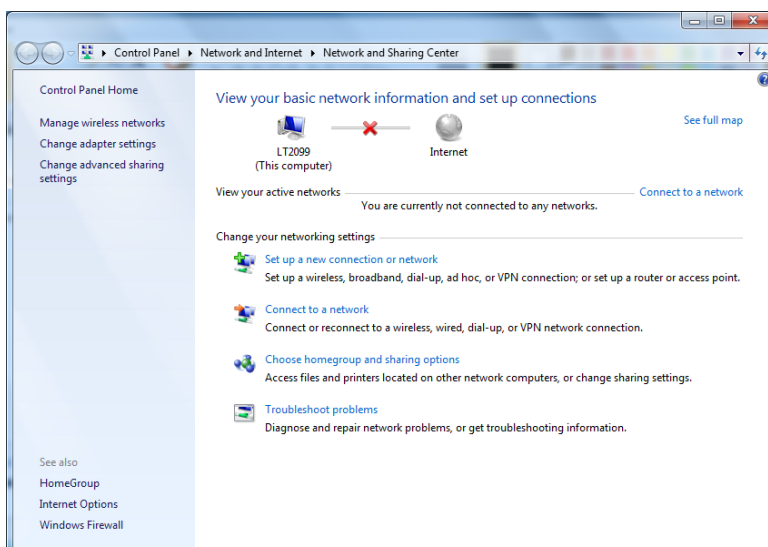 Control Panel Network and Internet Network and Sharing Center
Control Panel Home
Manage wireless networks
Change adapter settings
Change advanced sharing
settings
See also
HomeGroup
Internet Options
Windows Firewall
View your basic network information and set up connections
See full map
LT2099
(This computer)
Internet
View your active networks
Connect to a network
You are currently not connected to any networks.
Change your networking settings
Set up a new connection or network
Set up a wireless, broadband, dial-up, ad hoc, or VPN connection; or set up a router or access point.
Connect to a network
Connect or reconnect to a wireless, wired, dial-up, or VPN network connection.
Choose homegroup and sharing options
Access files and printers located on other network computers, or change sharing settings.
Troubleshoot problems
Diagnose and repair network problems, or get troubleshooting information.